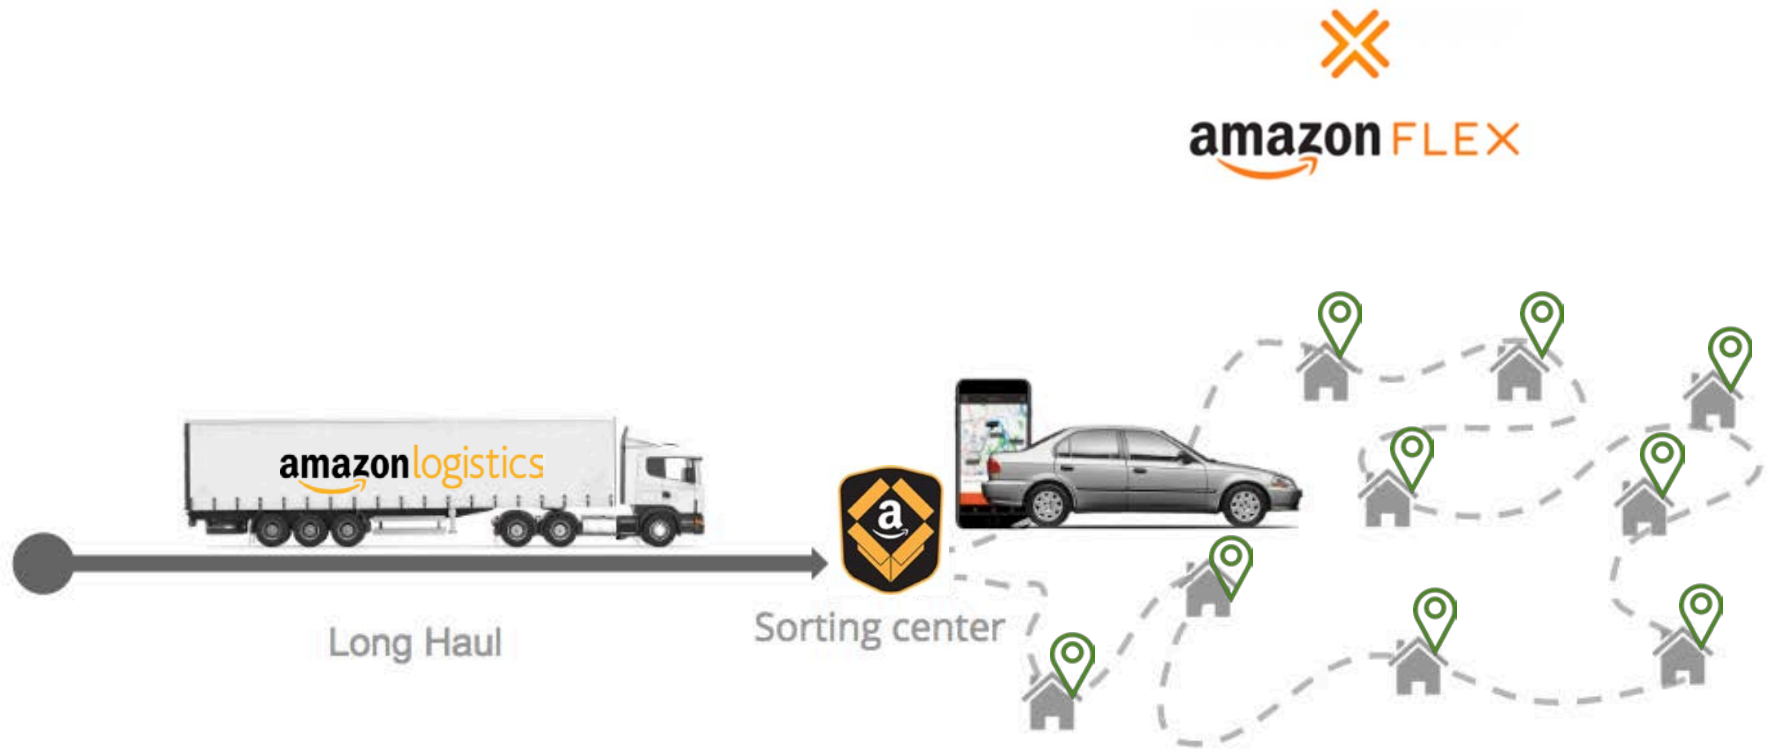 amazon FLEX
amazon logistics
a
Long Haul
Sorting center